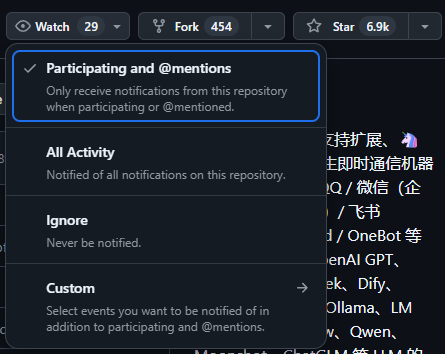 Watch 29 Fork 454 Star 6.9k
Participating and @mentions
Only receive notifications from this repository
when participating or @mentioned.
All Activity
Notified of all notifications on this repository.
Ignore
Never be notified.
Custom
Select events you want to be notified of in
addition to participating and @mentions.
支持扩展、🦄
生即时通信机器
QQ / 微信（企
）/ 飞书
d / OneBot 等
penAI GPT、
ek、Dify、
Ollama、LM
w、Qwen、